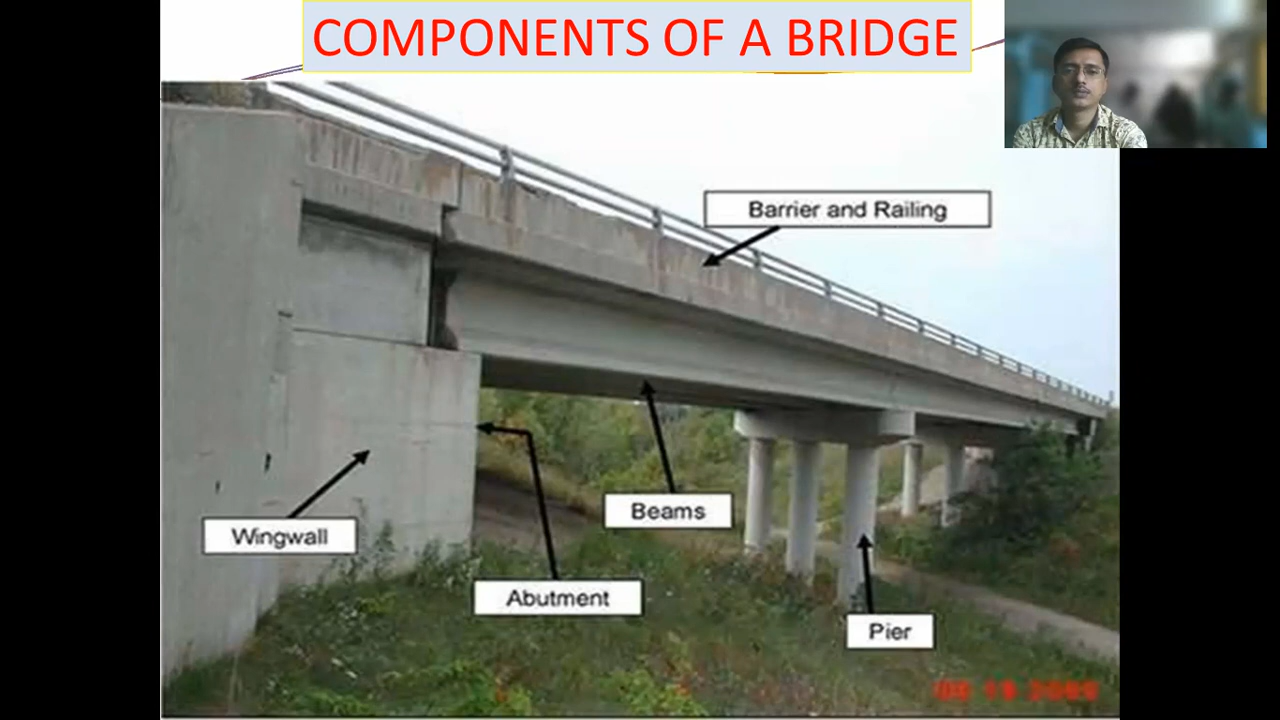 COMPONENTS OF A BRIDGE
Barrier and Railing
Beams
Wingwall
Abutment
Pier